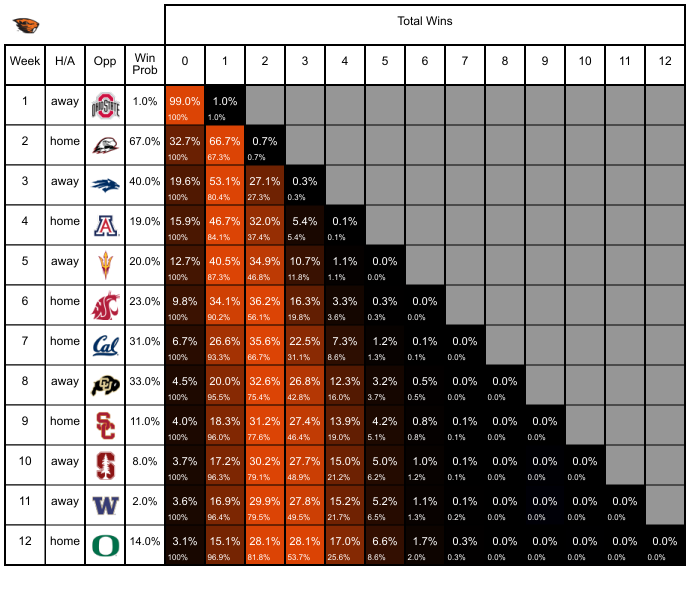 Total Wins
Week H/A Opp Win Prob 0 1 2 3 4 5 6 7 8 9 10 11 12
1 away OHIO STATE 1.0% 99.0% 1.0%
100% 1.0%
2 home 67.0% 32.7% 66.7% 0.7%
100% 67.3% 0.7%
3 away 40.0% 19.6% 53.1% 27.1% 0.3%
100% 80.4% 27.3% 0.3%
4 home A 19.0% 15.9% 46.7% 32.0% 5.4% 0.1%
100% 84.1% 37.4% 5.4% 0.1%
5 away 20.0% 12.7% 40.5% 34.9% 10.7% 1.1% 0.0%
100% 87.3% 46.8% 11.8% 1.1% 0.0%
6 home 23.0% 9.8% 34.1% 36.2% 16.3% 3.3% 0.3% 0.0%
100% 90.2% 56.1% 19.8% 3.6% 0.3% 0.0%
7 home Cal 31.0% 6.7% 26.6% 35.6% 22.5% 7.3% 1.2% 0.1% 0.0%
100% 93.3% 66.7% 31.1% 8.6% 1.3% 0.1% 0.0%
8 away CU 33.0% 4.5% 20.0% 32.6% 26.8% 12.3% 3.2% 0.5% 0.0% 0.0%
100% 95.5% 75.4% 42.8% 16.0% 3.7% 0.5% 0.0% 0.0%
9 home SC 11.0% 4.0% 18.3% 31.2% 27.4% 13.9% 4.2% 0.8% 0.1% 0.0% 0.0%
100% 96.0% 77.6% 46.4% 19.0% 5.1% 0.8% 0.1% 0.0% 0.0%
10 away S 8.0% 3.7% 17.2% 30.2% 27.7% 15.0% 5.0% 1.0% 0.1% 0.0% 0.0% 0.0%
100% 96.3% 79.1% 48.9% 21.2% 6.2% 1.2% 0.1% 0.0% 0.0% 0.0%
11 away W 2.0% 3.6% 16.9% 29.9% 27.8% 15.2% 5.2% 1.1% 0.1% 0.0% 0.0% 0.0% 0.0%
100% 96.4% 79.5% 49.5% 21.7% 6.5% 1.3% 0.2% 0.0% 0.0% 0.0% 0.0%
12 home O 14.0% 3.1% 15.1% 28.1% 28.1% 17.0% 6.6% 1.7% 0.3% 0.0% 0.0% 0.0% 0.0% 0.0%
100% 96.9% 81.8% 53.7% 25.6% 8.6% 2.0% 0.3% 0.0% 0.0% 0.0% 0.0% 0.0%